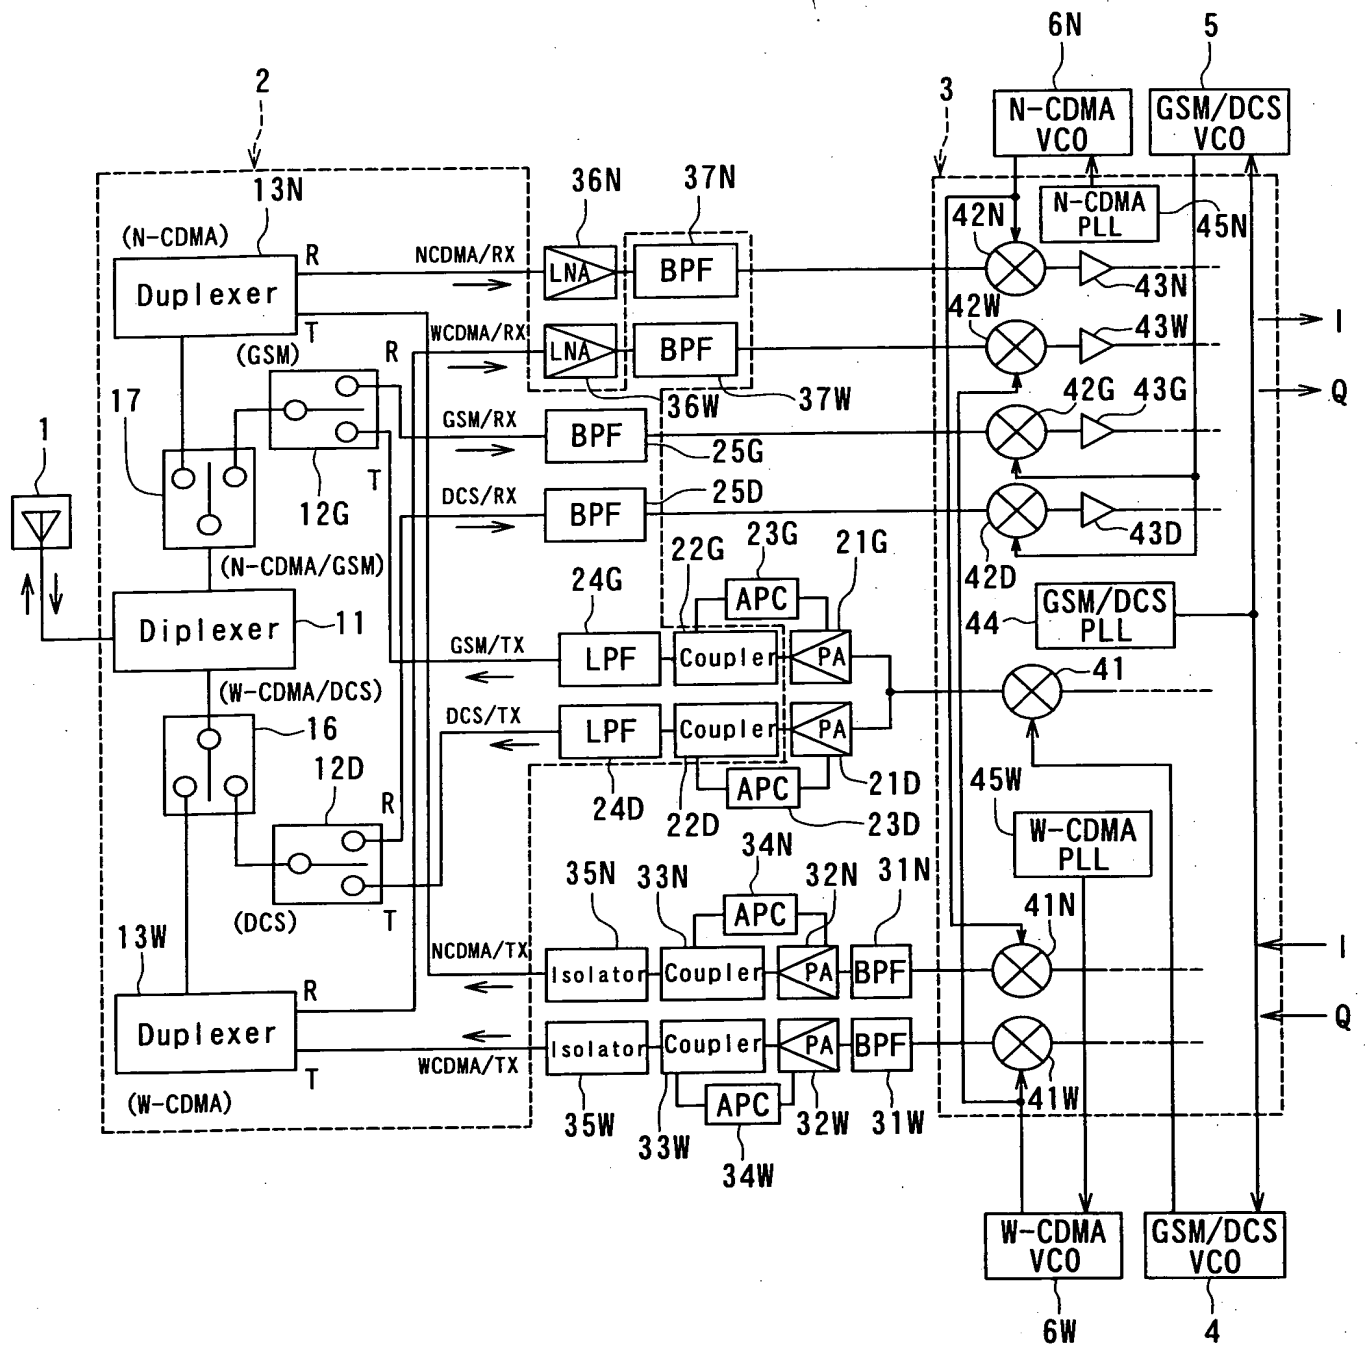 6N
5
2
3
N-CDMA
VCO
GSM/DCS
VCO
13N
36N
37N
N-CDMA
PLL
45N
42N
(N-CDMA)
R
NCDMA/RX
LNA
BPF
43N
Duplexer
T
42W
43W
I
(GSM)
R
WCDMA/RX
LNA
BPF
36W
37W
42G
43G
Q
17
1
GSM/RX
BPF
25G
T
12G
DCS/RX
BPF
25D
43D
42D
(N-CDMA/GSM)
24G
22G
23G
21G
APC
GSM/DCS
PLL
44
Diplexer
11
GSM/TX
LPF
Coupler
PA
41
(W-CDMA/DCS)
DCS/TX
LPF
Coupler
PA
16
12D
R
24D
22D
APC
21D
23D
45W
W-CDMA
PLL
34N
35N
33N
32N
31N
APC
41N
(DCS)
T
13W
NCDMA/TX
Isolator
Coupler
PA
BPF
I
R
Q
Duplexer
Isolator
Coupler
PA
BPF
T
WCDMA/TX
(W-CDMA)
APC
41W
35W
33W
34W
32W
31W
W-CDMA
VCO
GSM/DCS
VCO
6W
4